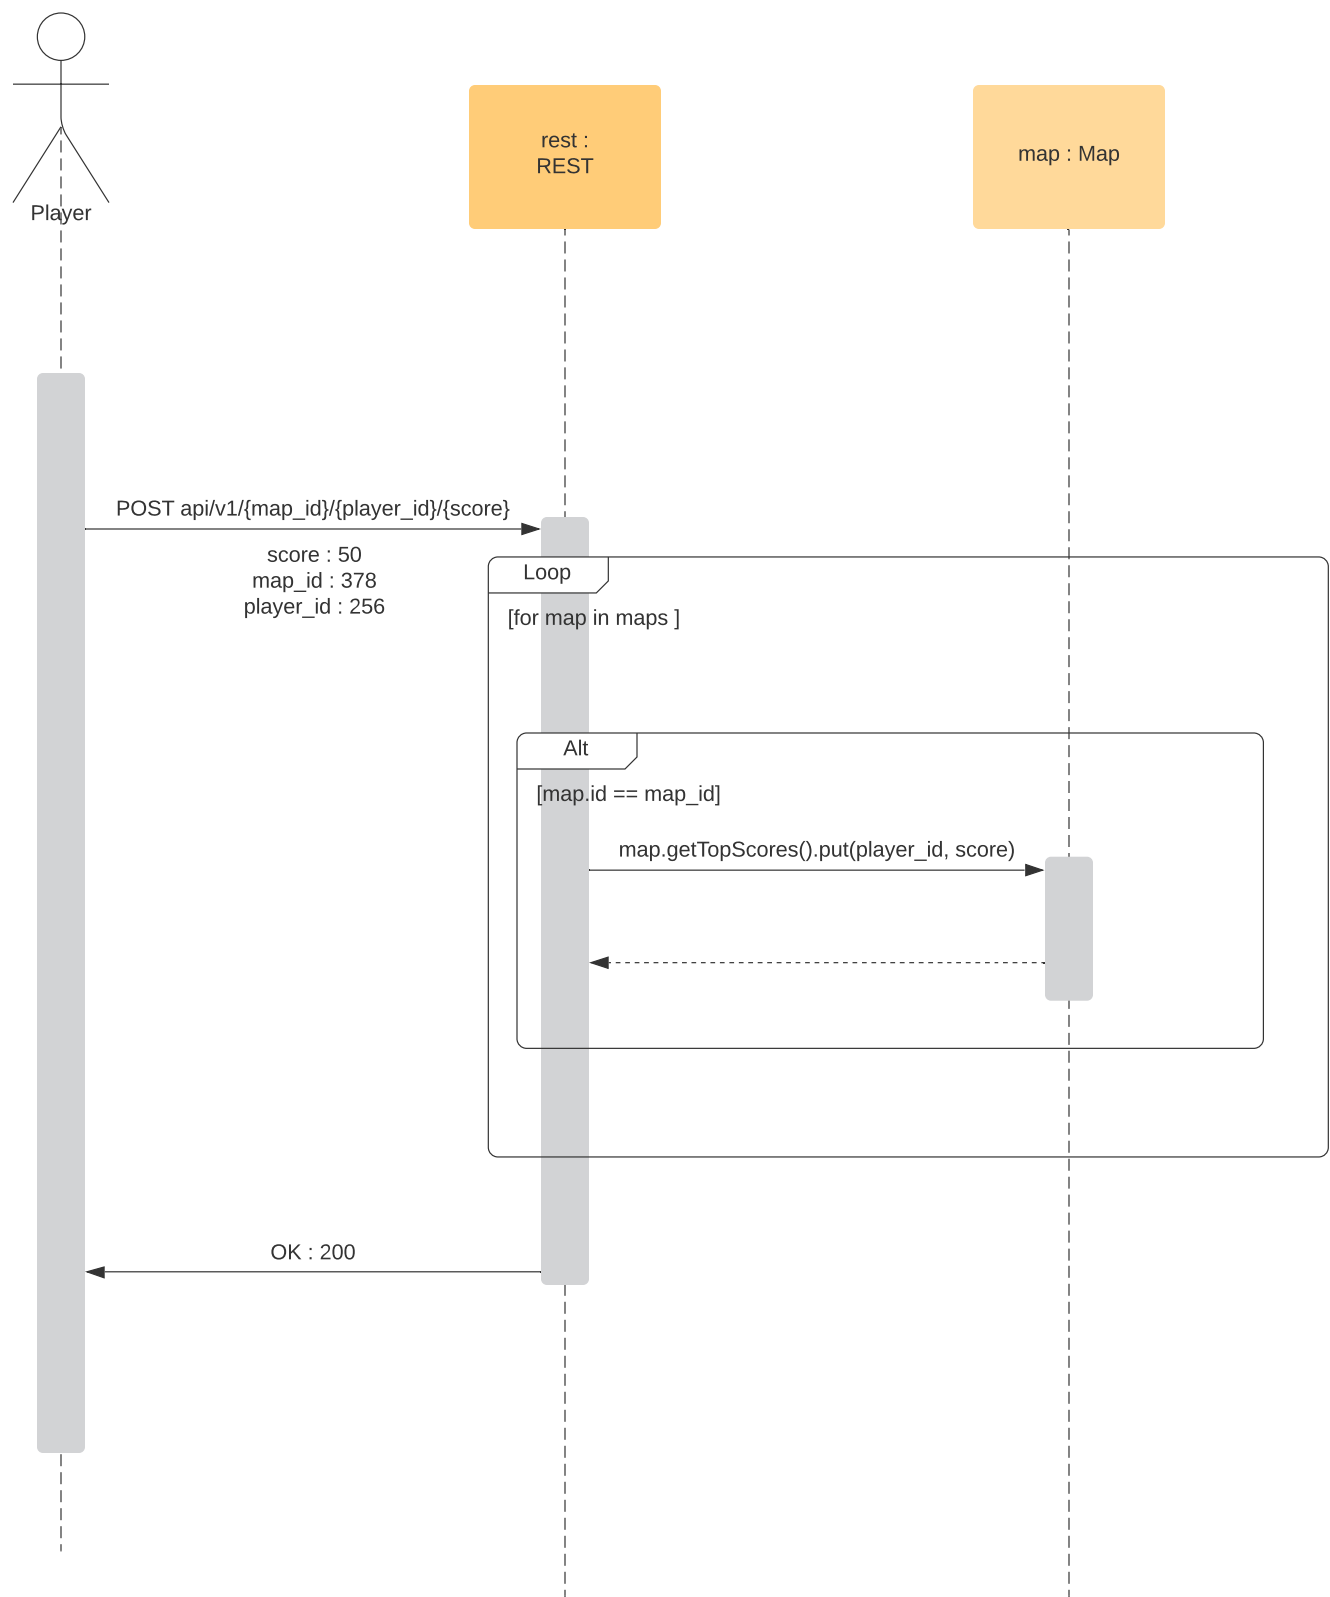 Player
rest :
REST
map : Map
POST api/v1/{map_id}/{player_id}/{score}
score : 50
map_id : 378
player_id : 256
Loop
[for map in maps ]
Alt
[map.id == map_id]
map.getTopScores().put(player_id, score)
OK : 200